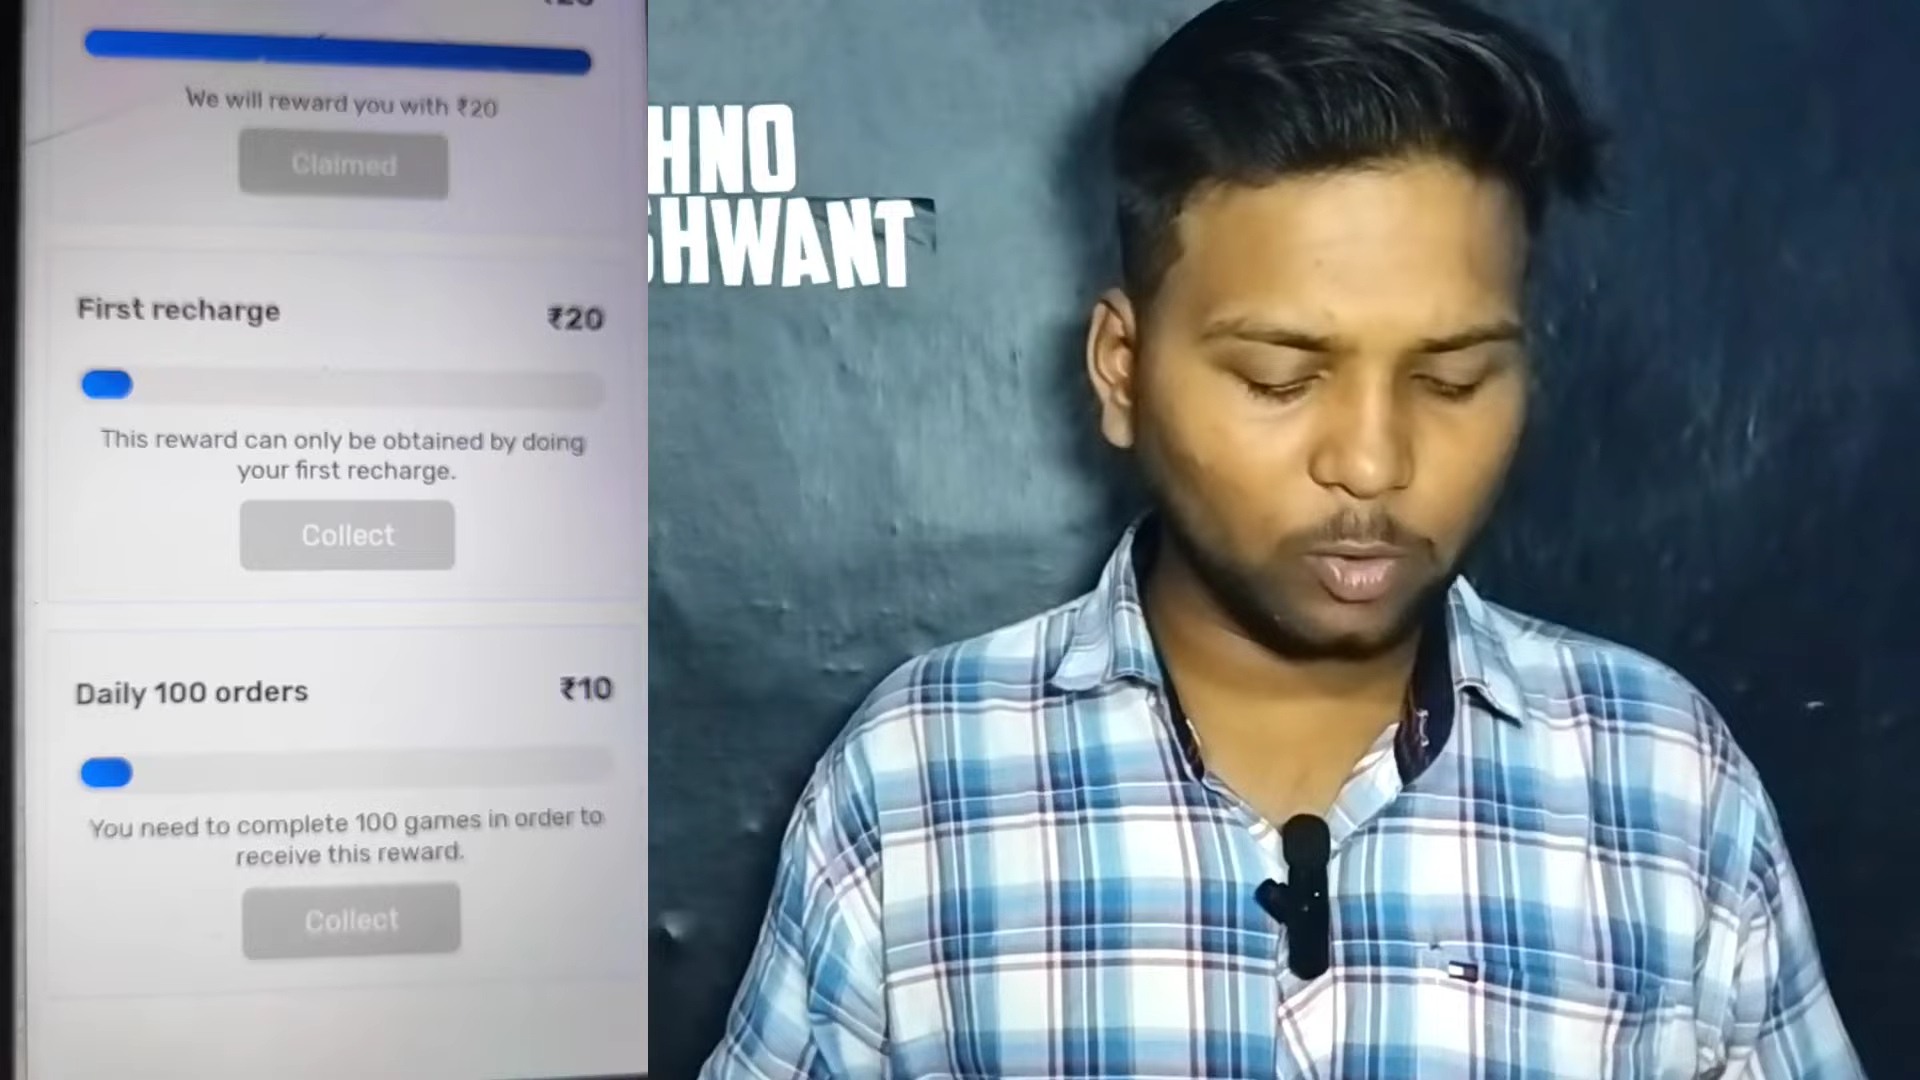 We will reward you with ₹20
Claimed
First recharge
₹20
This reward can only be obtained by doing
your first recharge.
Collect
Daily 100 orders
₹10
You need to complete 100 games in order to
receive this reward.
Collect
HNO
SHWANT